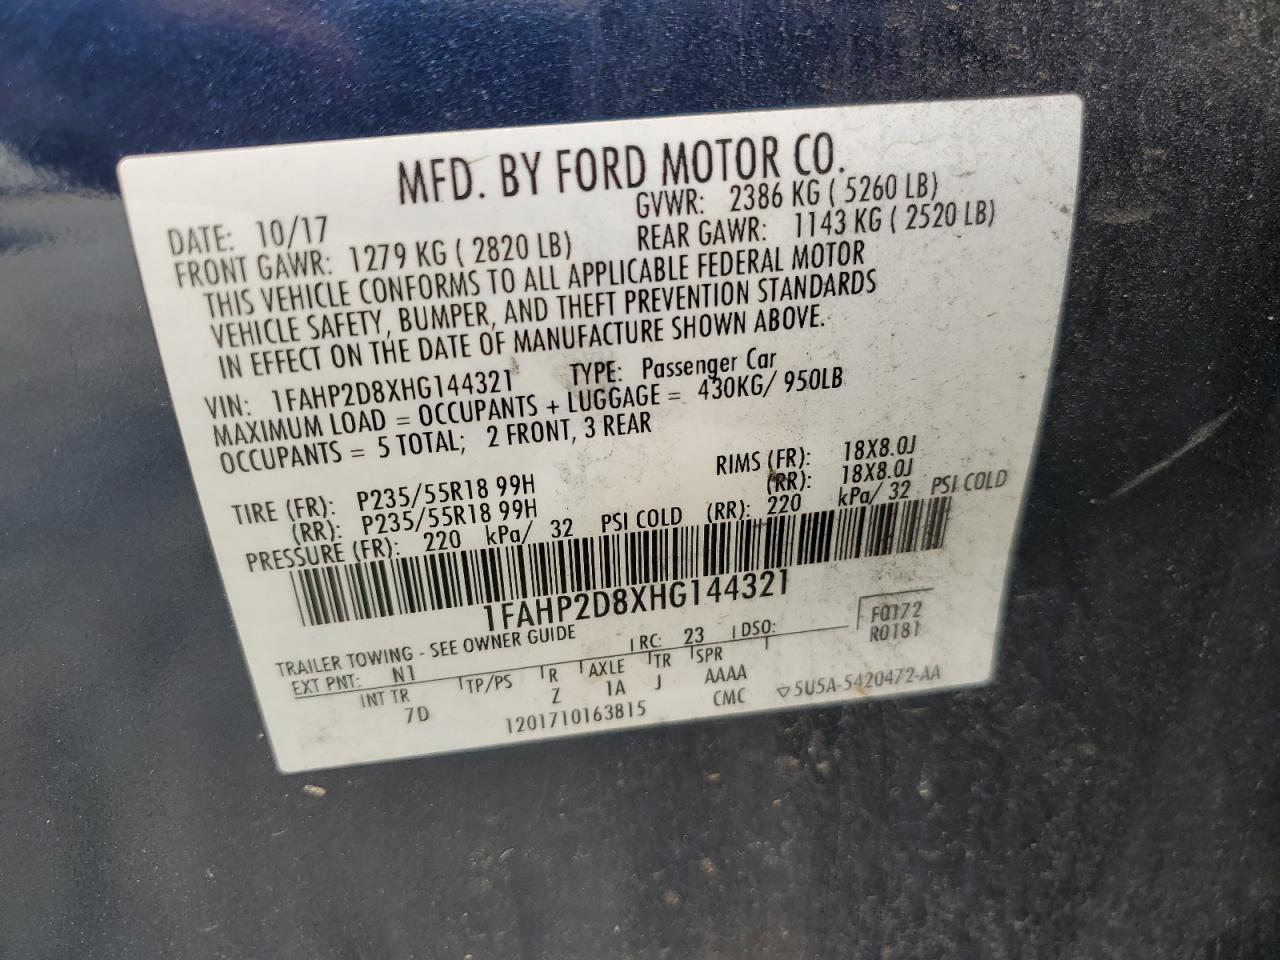 MFD. BY FORD MOTOR CO.
DATE: 10/17 GVWR: 2386 KG ( 5260 LB)
FRONT GAWR: 1279 KG ( 2820 LB) REAR GAWR: 1143 KG ( 2520 LB)
THIS VEHICLE CONFORMS TO ALL APPLICABLE FEDERAL MOTOR
VEHICLE SAFETY, BUMPER, AND THEFT PREVENTION STANDARDS
IN EFFECT ON THE DATE OF MANUFACTURE SHOWN ABOVE.
VIN: 1FAHP2D8XHG144321 TYPE: Passenger Car
MAXIMUM LOAD = OCCUPANTS + LUGGAGE = 430KG/ 950LB
OCCUPANTS = 5 TOTAL; 2 FRONT, 3 REAR
TIRE (FR): P235/55R18 99H RIMS (FR): 18X8.0J
(RR): P235/55R18 99H (RR): 18X8.0J
PRESSURE (FR): 220 kPa/ 32 PSI COLD (RR): 220 kPa/ 32 PSI COLD
1FAHP2D8XHG144321
TRAILER TOWING - SEE OWNER GUIDE F0172
EXT PNT: N1 RC: 23 DSO: R0181
INT TR TP/PS R AXLE TR SPR
7D Z 1A J AAAA
1201710163815 CMC 5U5A-5420472-AA